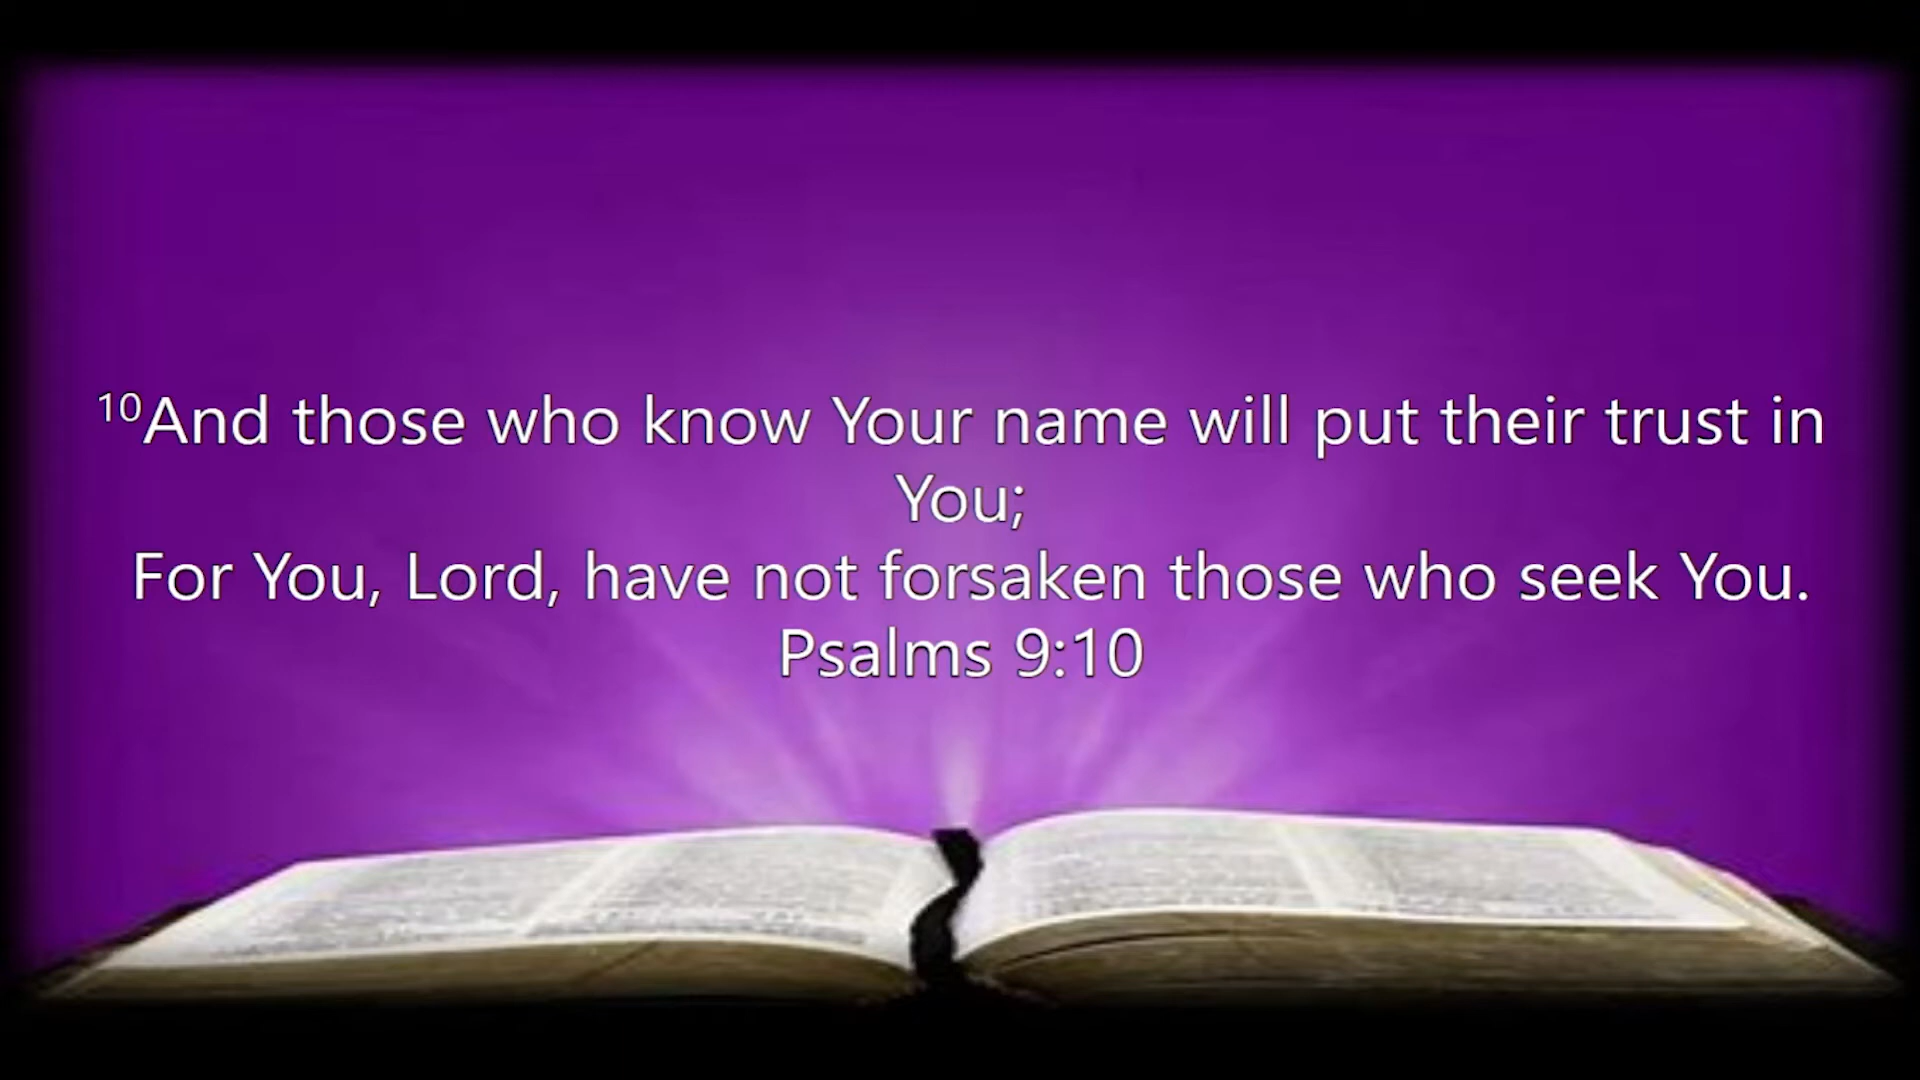 ¹⁰And those who know Your name will put their trust in
You;
For You, Lord, have not forsaken those who seek You.
Psalms 9:10